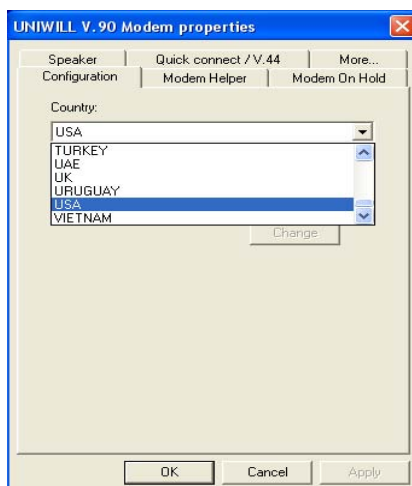 UNIWILL V.90 Modem properties
Speaker
Quick connect / V.44
More...
Configuration
Modem Helper
Modem On Hold
Country:
USA
TURKEY
UAE
UK
URUGUAY
USA
VIETNAM
Change
OK
Cancel
Apply